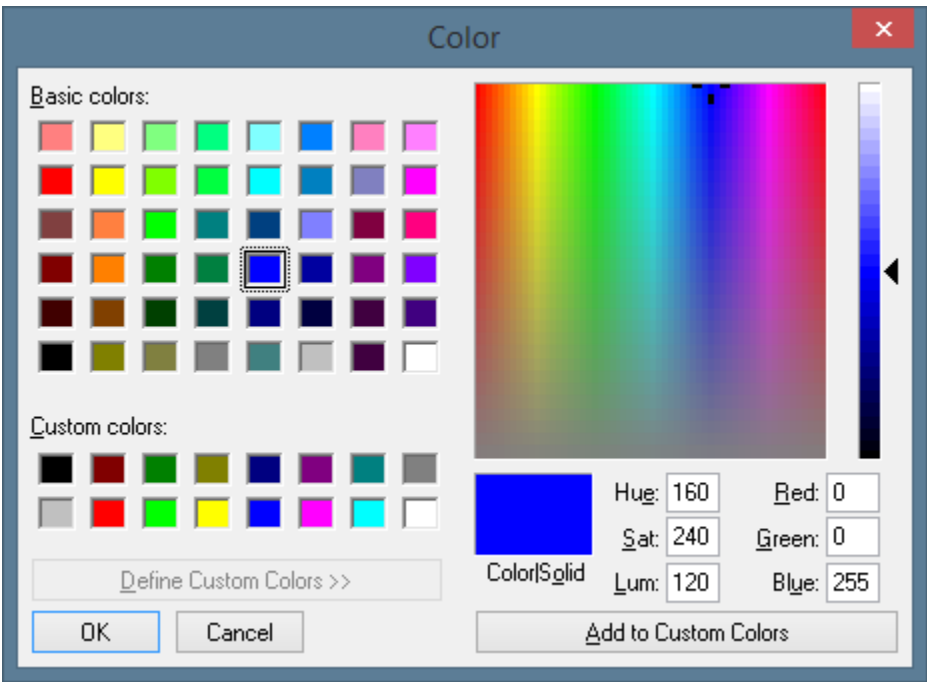 Color
Basic colors:
Custom colors:
Define Custom Colors >>
OK
Cancel
Color|Solid
Hue: 160
Sat: 240
Lum: 120
Red: 0
Green: 0
Blue: 255
Add to Custom Colors